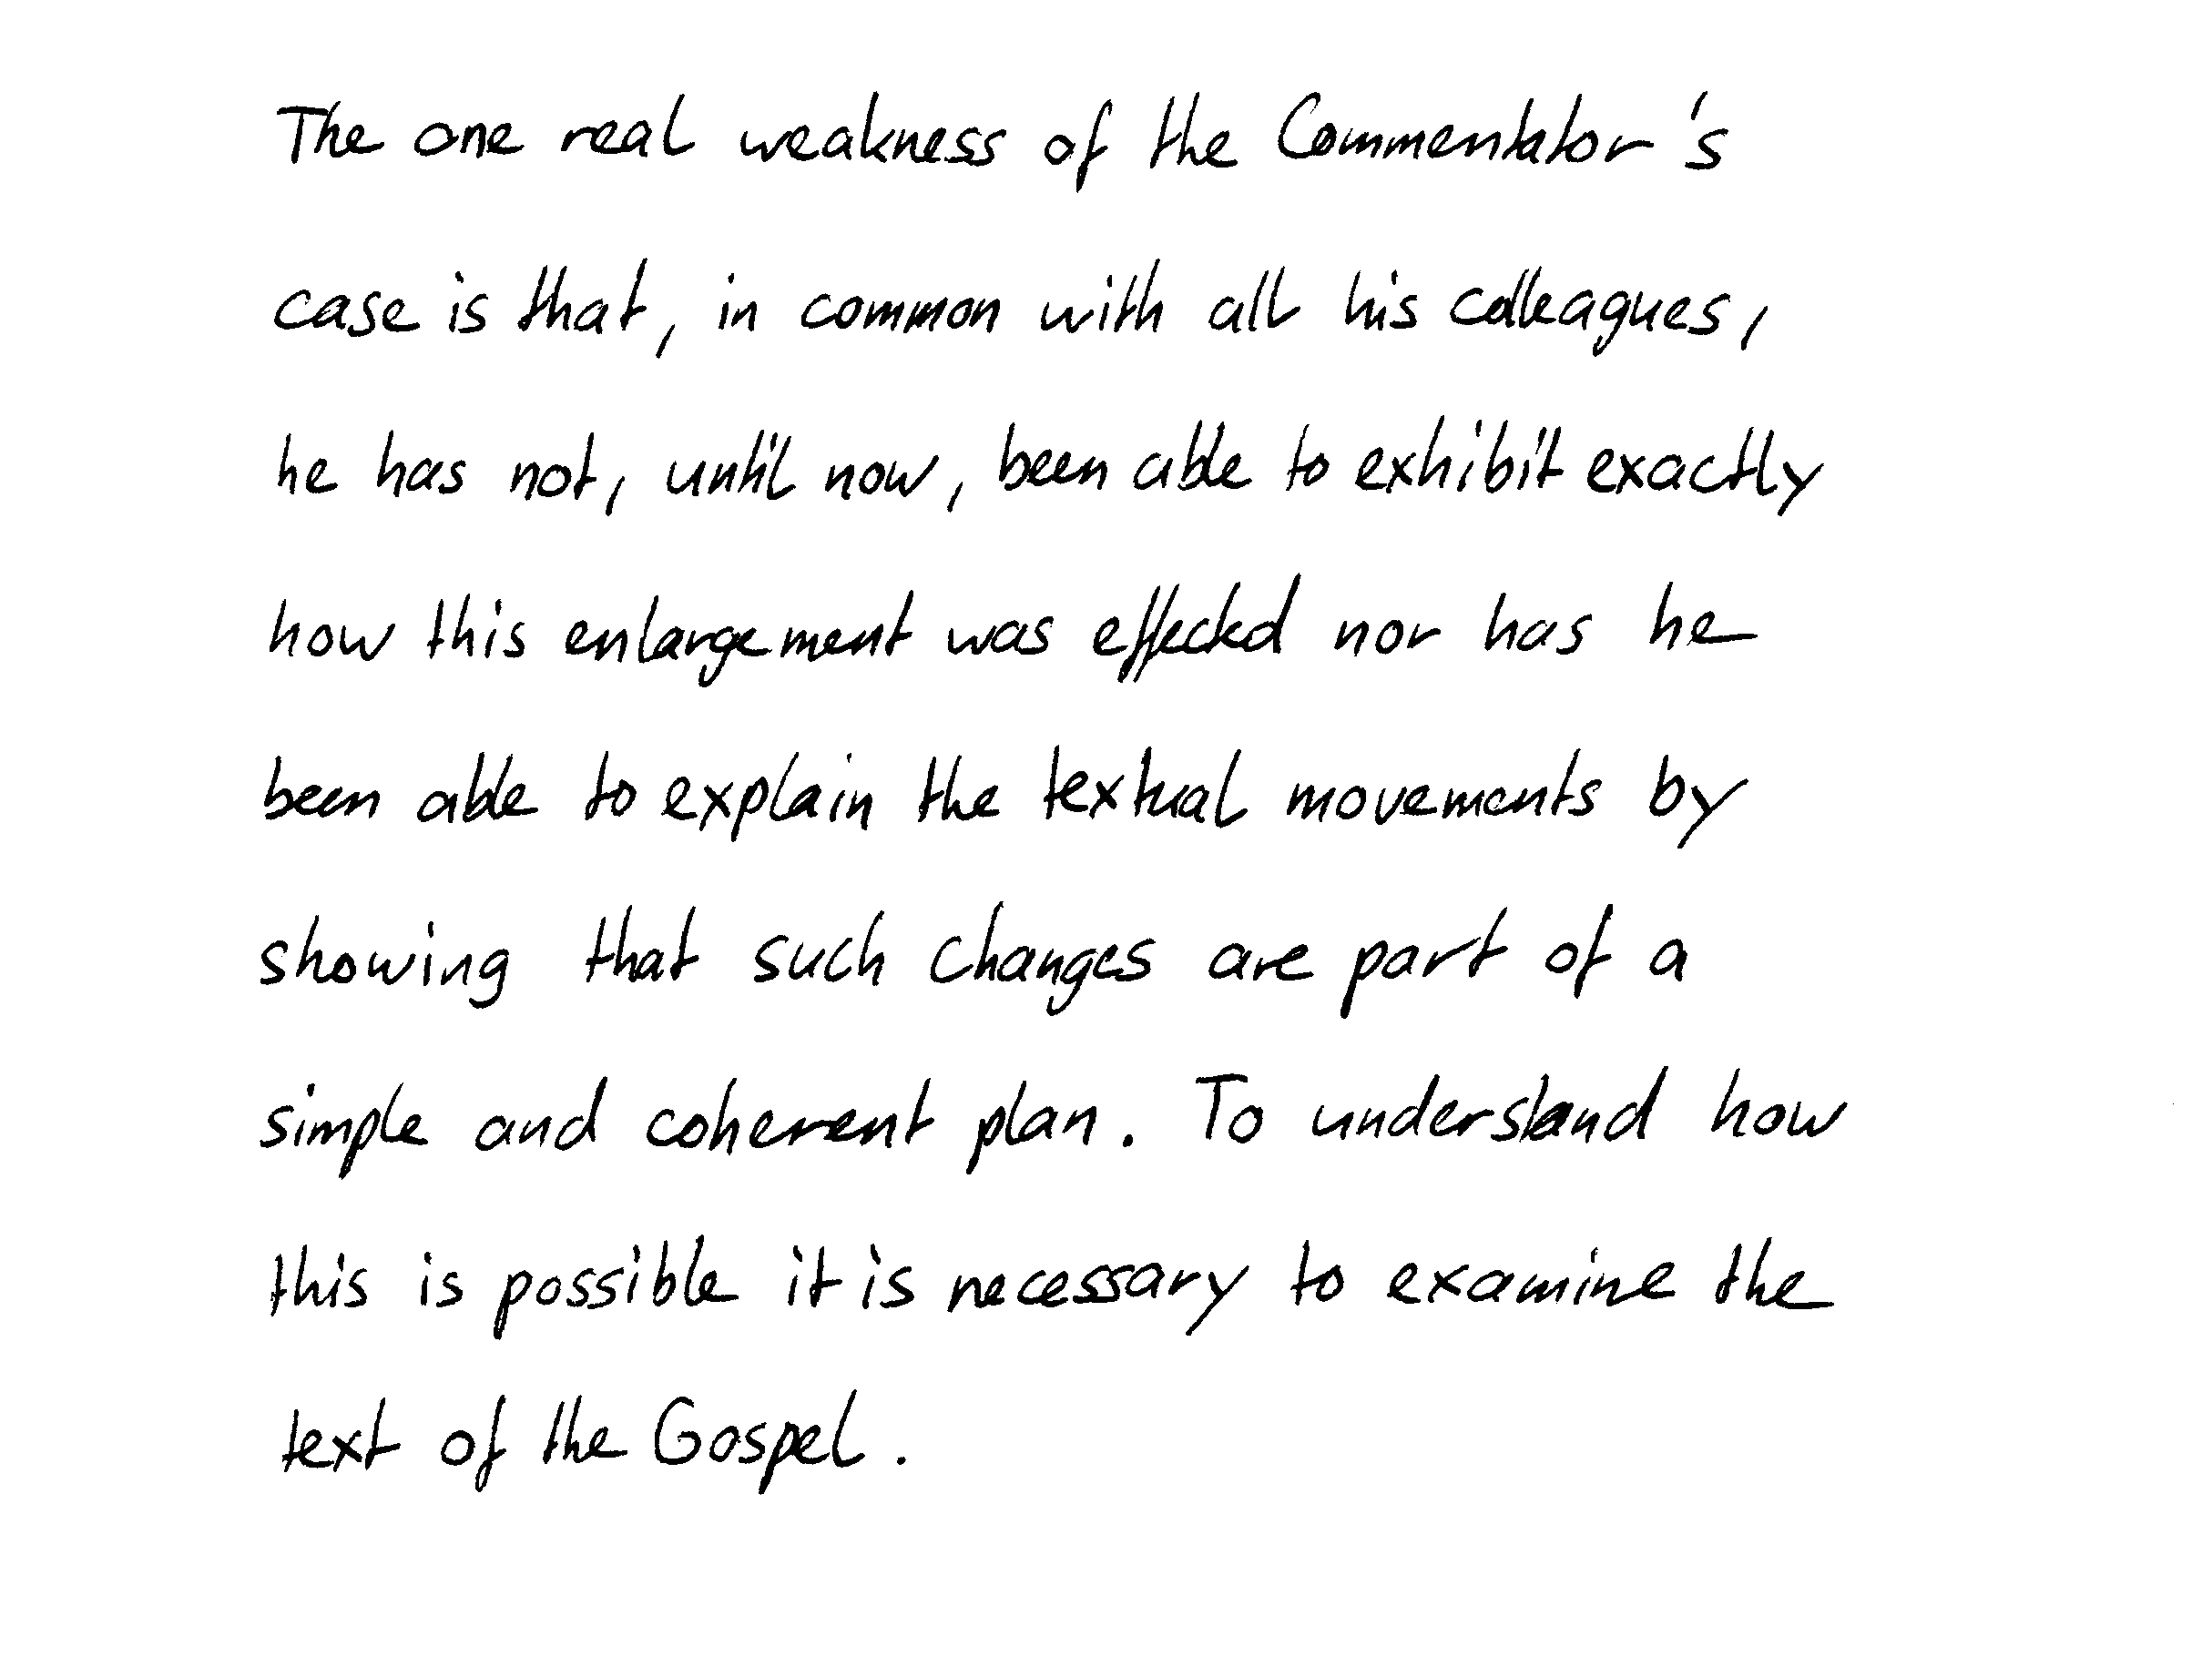 The one real weakness of the Commentator's
case is that, in common with all his colleagues,
he has not, until now, been able to exhibit exactly
how this enlargement was effected nor has he
been able to explain the textual movements by
showing that such changes are part of a
simple and coherent plan. To understand how
this is possible it is necessary to examine the
text of the Gospel.